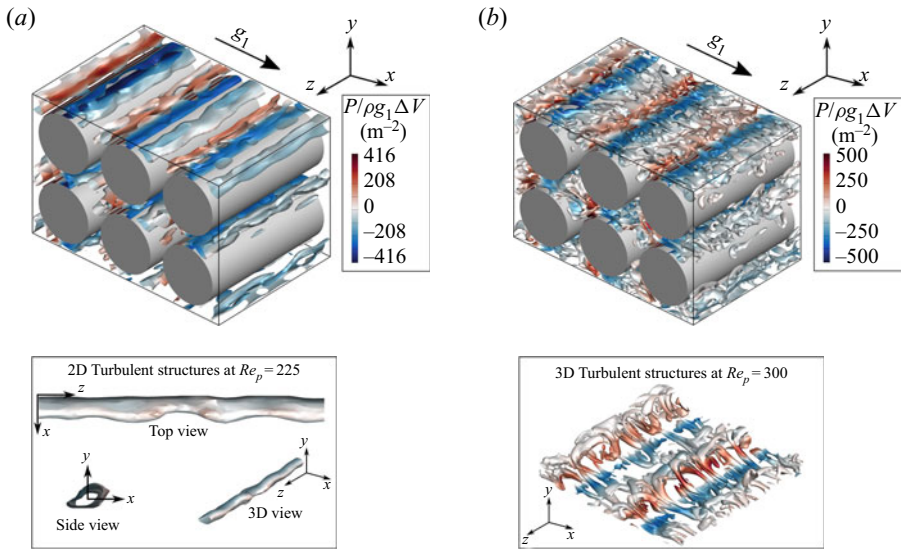 (a)
g₁
y
z
x
P/ρg₁ΔV
(m⁻²)
416
208
0
–208
–416
(b)
g₁
y
z
x
P/ρg₁ΔV
(m⁻²)
500
250
0
–250
–500
2D Turbulent structures at Reₚ = 225
z
x
Top view
y
x
Side view
y
z
x
3D view
3D Turbulent structures at Reₚ = 300
y
z
x